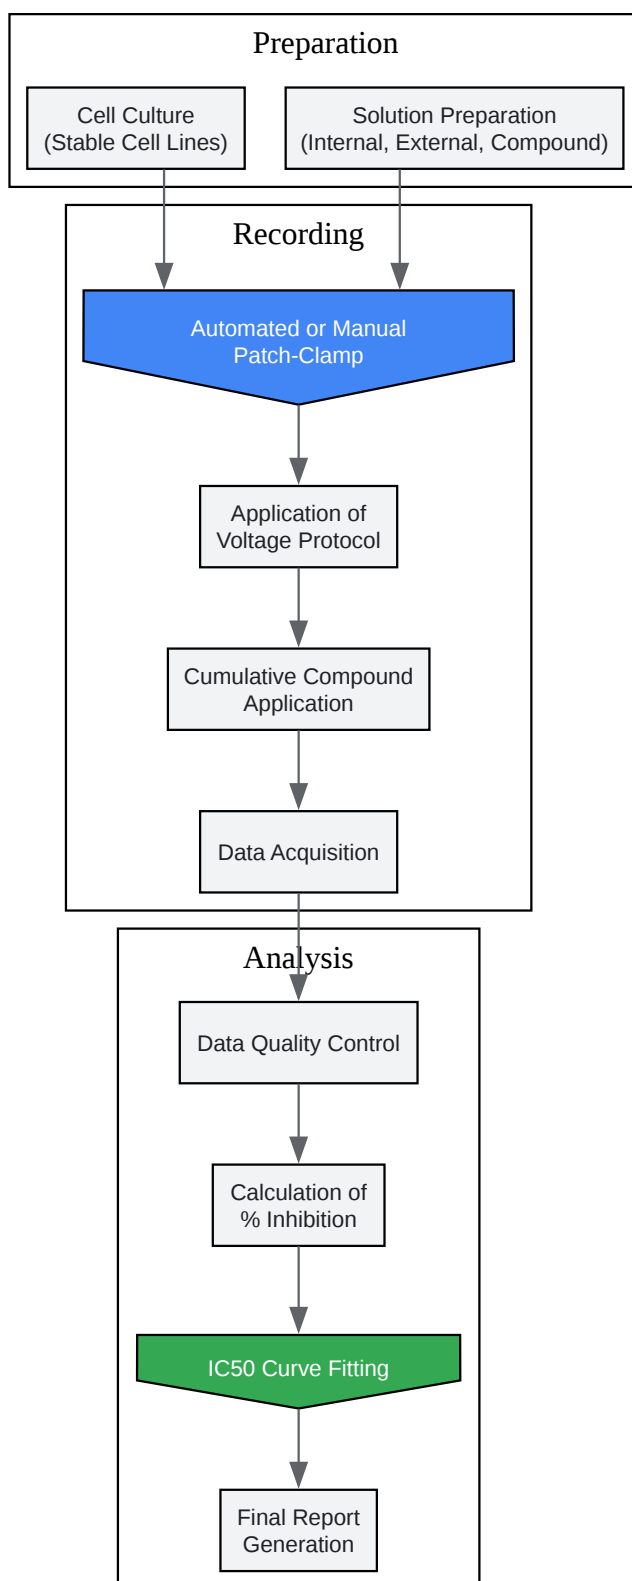 Preparation
Cell Culture
(Stable Cell Lines)
Solution Preparation
(Internal, External, Compound)
Recording
Automated or Manual
Patch-Clamp
Application of
Voltage Protocol
Cumulative Compound
Application
Data Acquisition
Analysis
Data Quality Control
Calculation of
% Inhibition
IC50 Curve Fitting
Final Report
Generation